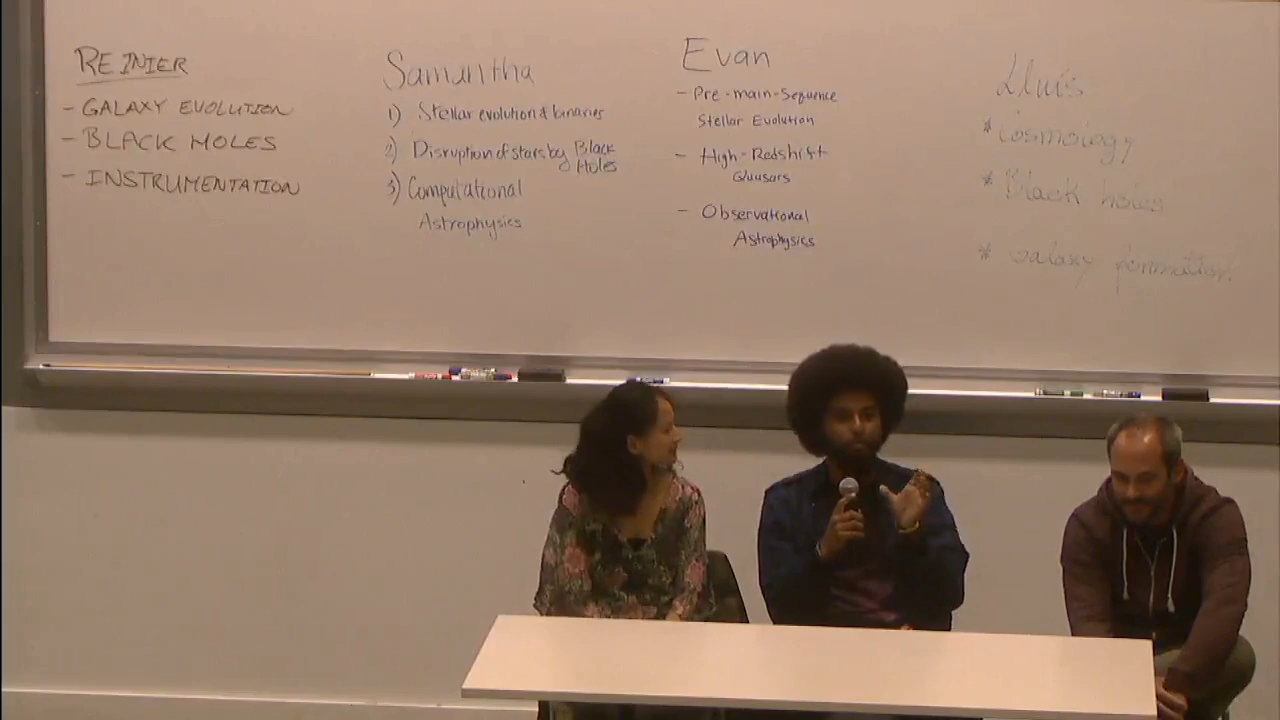 REINIER
- GALAXY EVOLUTION
- BLACK HOLES
- INSTRUMENTATION
Samantha
1) Stellar evolution & binaries
2) Disruption of stars by Black
Holes
3) Computational
Astrophysics
Evan
- Pre-main-Sequence
Stellar Evolution
- High-Redshift
Quasars
- Observational
Astrophysics
Lluís
* Cosmology
* Black holes
* Galaxy formation